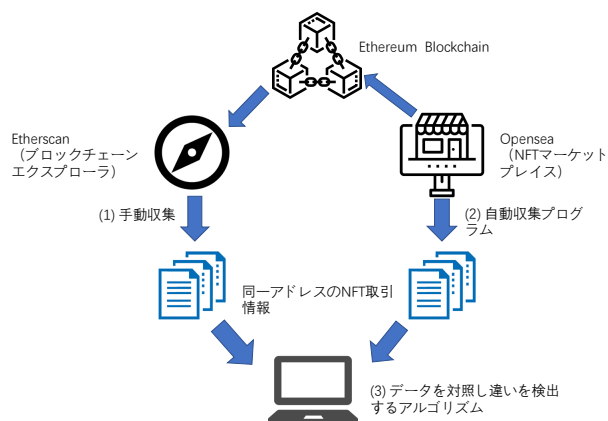 Ethereum Blockchain
Etherscan
（ブロックチェーン
エクスプローラ）
Opensea
（NFTマーケット
プレイス）
(1) 手動収集
(2) 自動収集プログ
ラム
同一アドレスのNFT取引
情報
(3) データを対照し違いを検出
するアルゴリズム